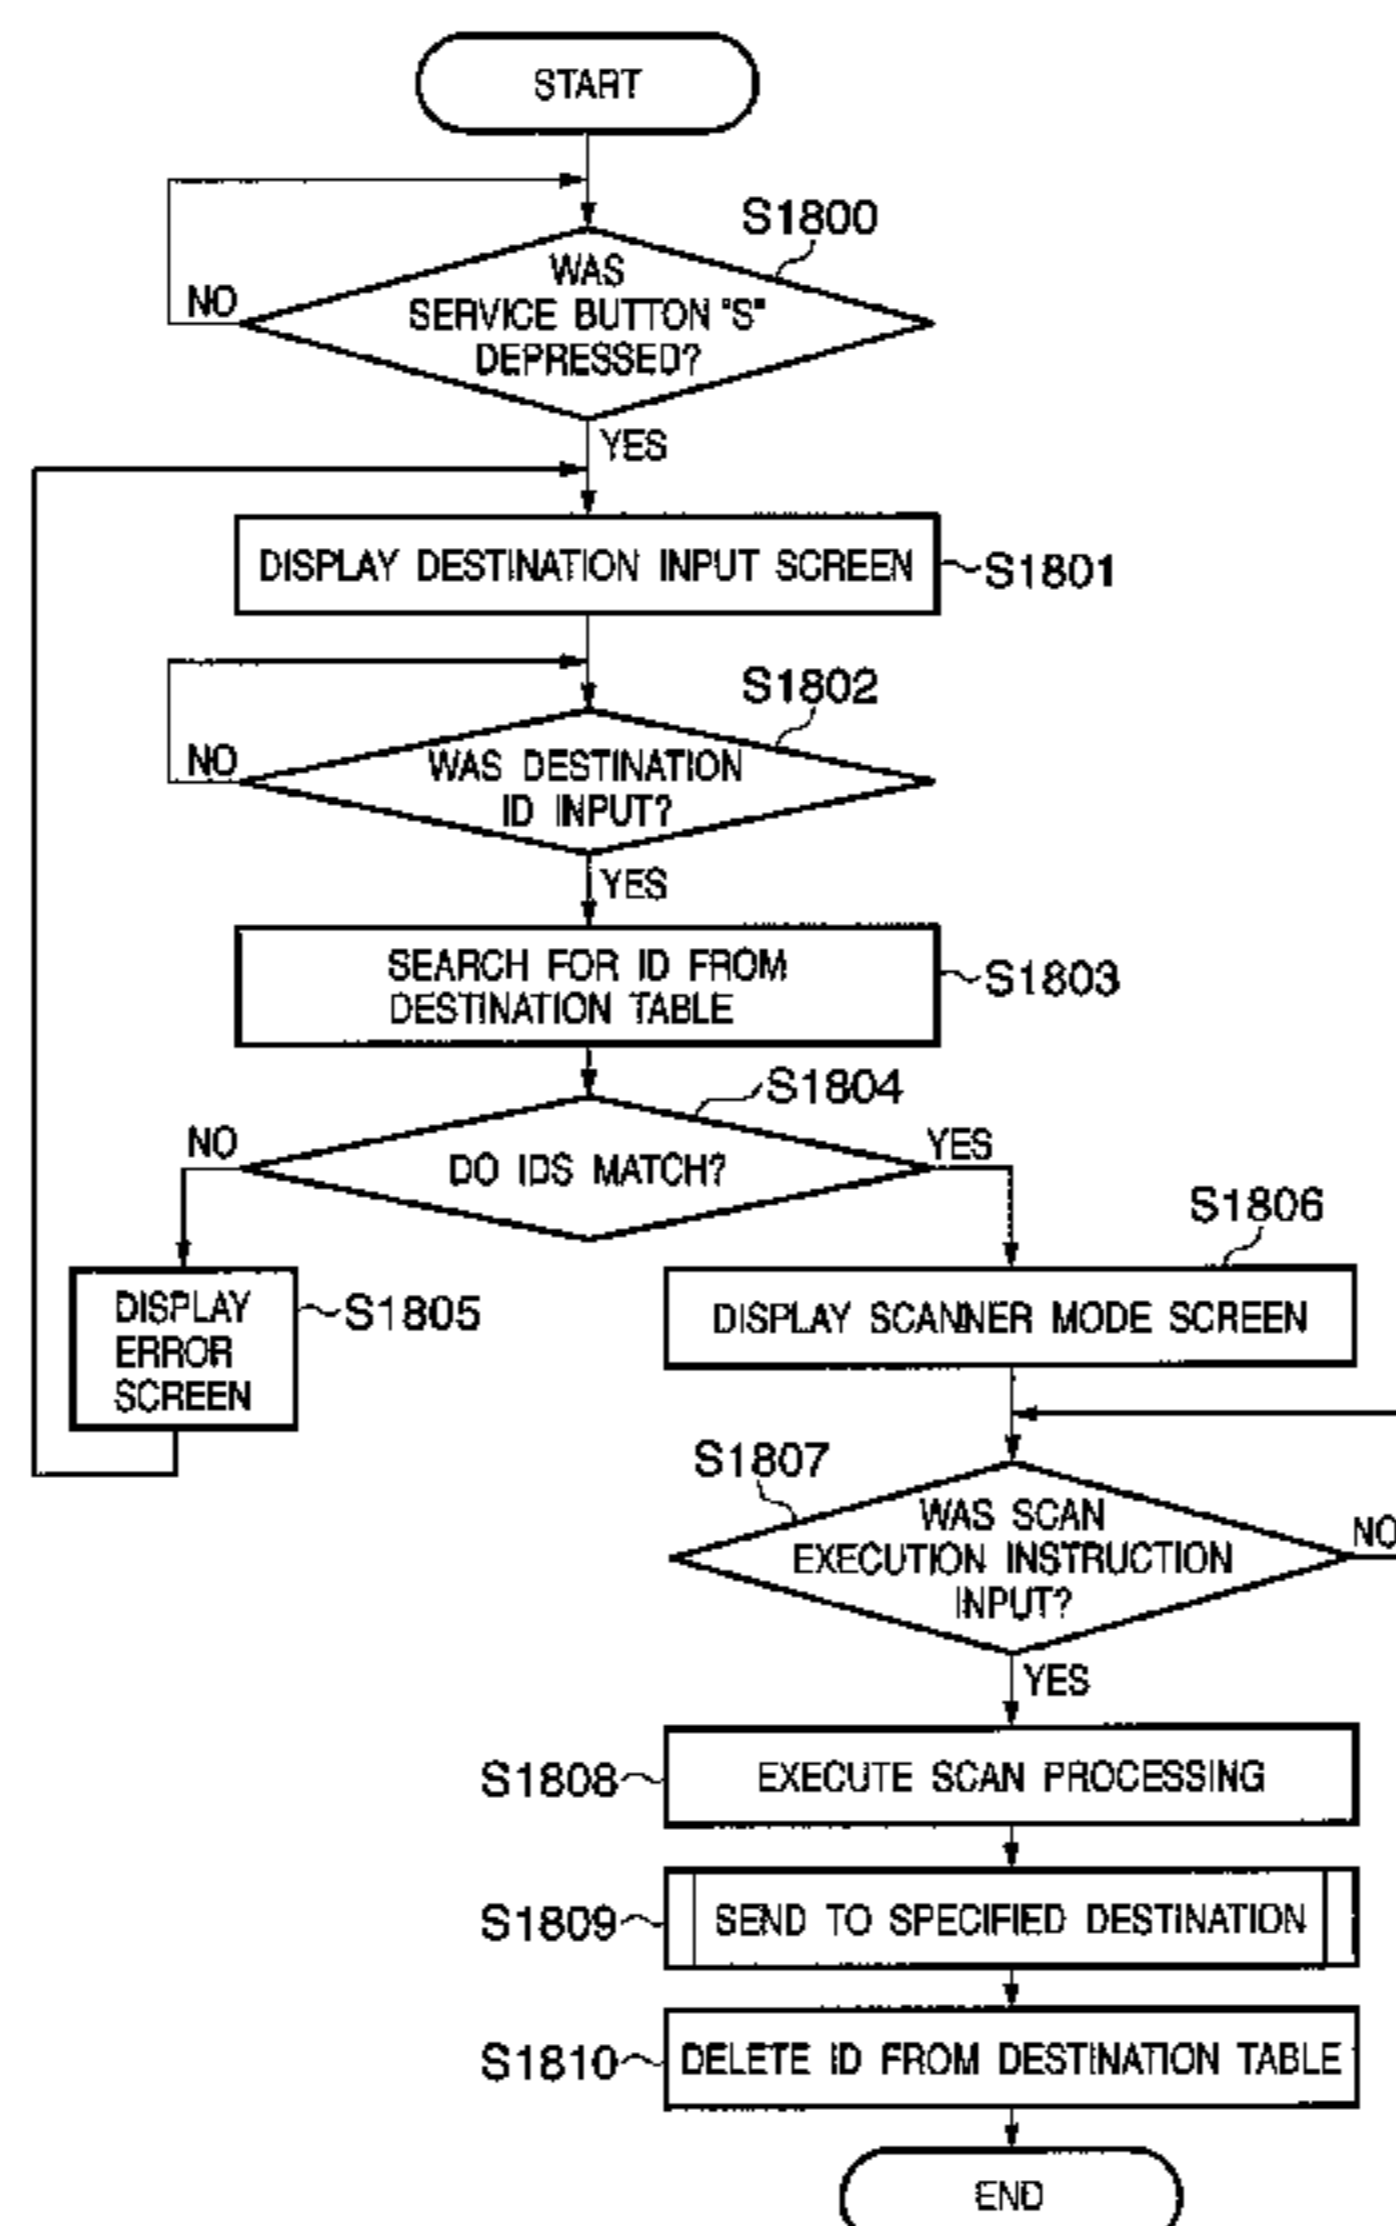 START
S1800
WAS
SERVICE BUTTON "S"
DEPRESSED?
NO
YES
DISPLAY DESTINATION INPUT SCREEN
S1801
S1802
WAS DESTINATION
ID INPUT?
NO
YES
SEARCH FOR ID FROM
DESTINATION TABLE
S1803
S1804
DO IDS MATCH?
NO
YES
DISPLAY
ERROR
SCREEN
S1805
S1806
DISPLAY SCANNER MODE SCREEN
S1807
WAS SCAN
EXECUTION INSTRUCTION
INPUT?
NO
YES
S1808
EXECUTE SCAN PROCESSING
S1809
SEND TO SPECIFIED DESTINATION
S1810
DELETE ID FROM DESTINATION TABLE
END